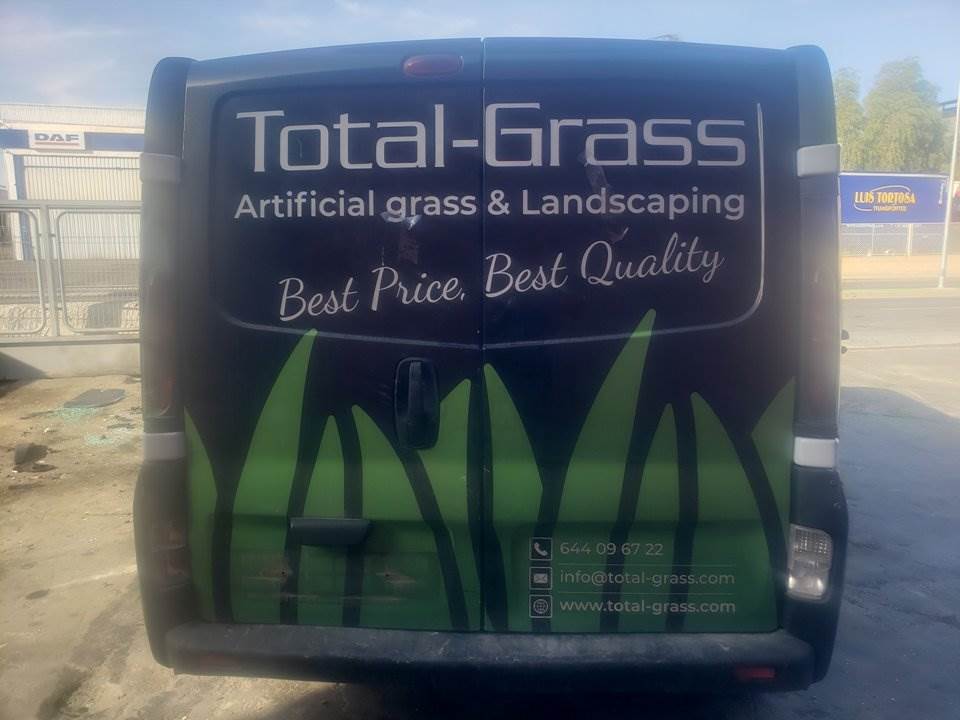 Total-Grass
Artificial grass & Landscaping
Best Price, Best Quality
644 09 67 22
info@total-grass.com
www.total-grass.com
DAF
LUIS TORTOSA
TRANSPORTES